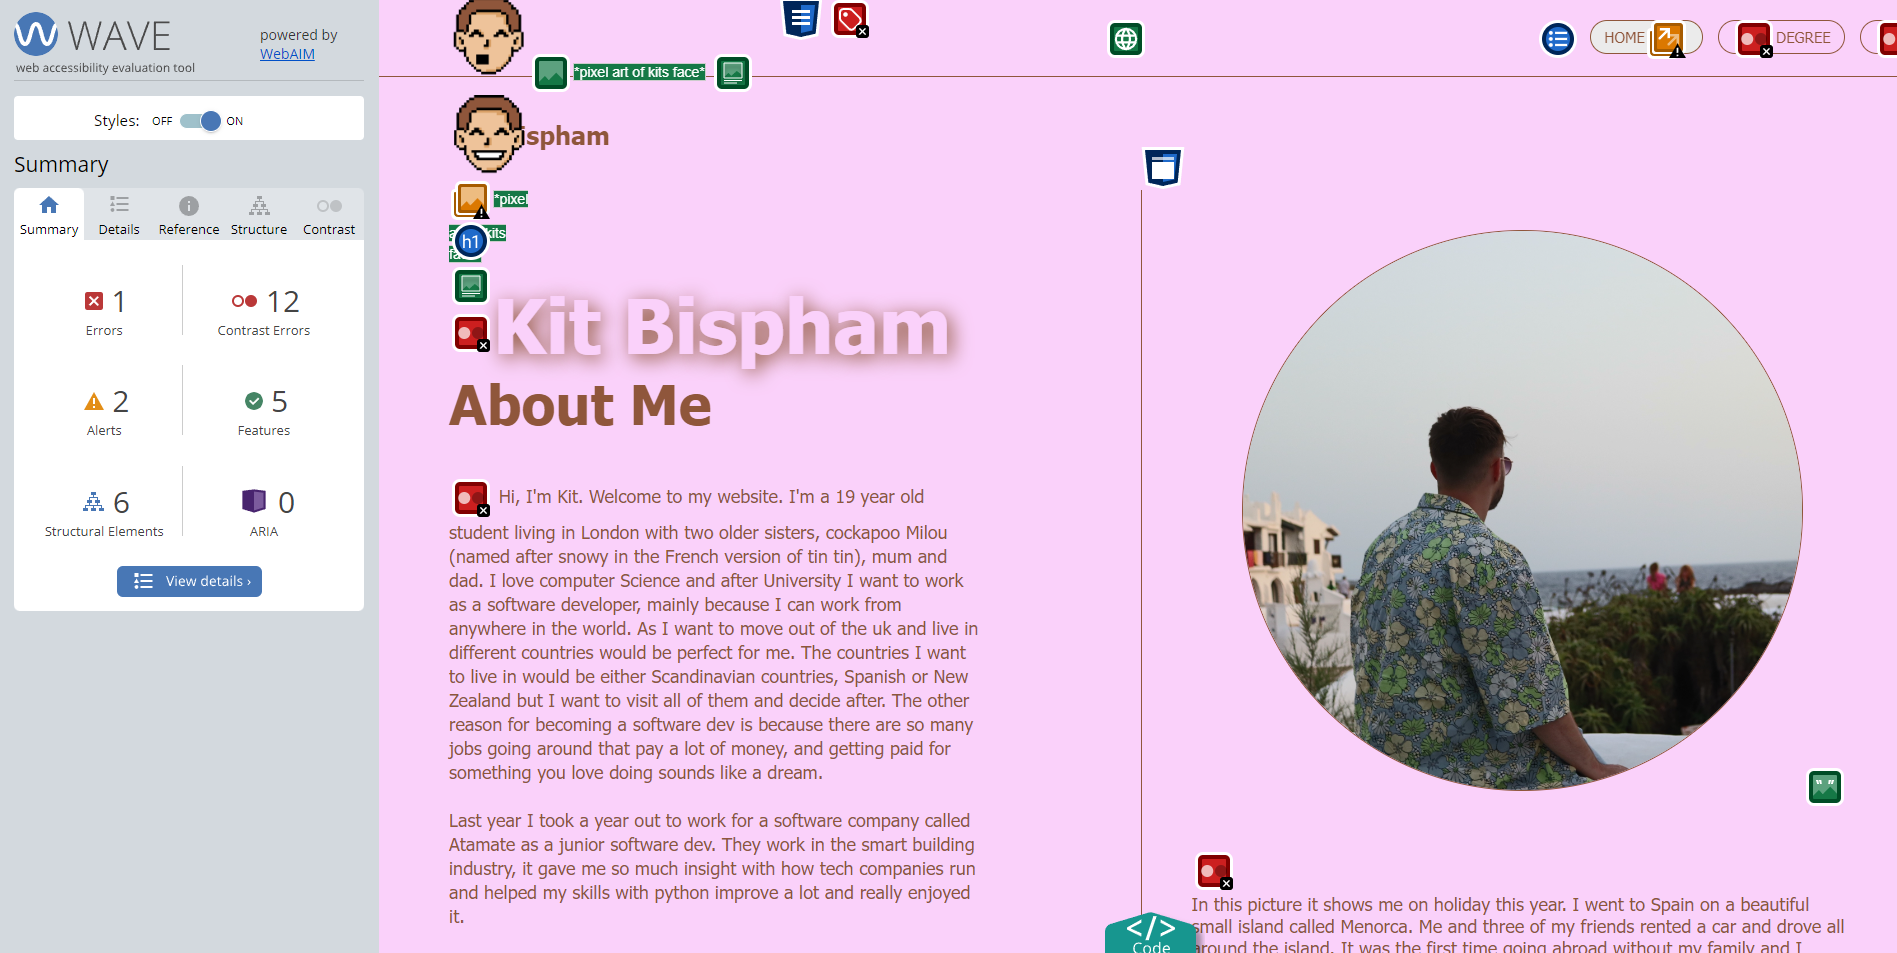 WAVE
powered by
WebAIM
web accessibility evaluation tool
Styles: OFF ON
Summary
Summary Details Reference Structure Contrast
1
Errors
12
Contrast Errors
2
Alerts
5
Features
6
Structural Elements
0
ARIA
View details ›
*pixel art of kits face*
HOME
DEGREE
ispham
*pixel
kits
h1
Kit Bispham
About Me
Hi, I'm Kit. Welcome to my website. I'm a 19 year old
student living in London with two older sisters, cockapoo Milou
(named after snowy in the French version of tin tin), mum and
dad. I love computer Science and after University I want to work
as a software developer, mainly because I can work from
anywhere in the world. As I want to move out of the uk and live in
different countries would be perfect for me. The countries I want
to live in would be either Scandinavian countries, Spanish or New
Zealand but I want to visit all of them and decide after. The other
reason for becoming a software dev is because there are so many
jobs going around that pay a lot of money, and getting paid for
something you love doing sounds like a dream.
Last year I took a year out to work for a software company called
Atamate as a junior software dev. They work in the smart building
industry, it gave me so much insight with how tech companies run
and helped my skills with python improve a lot and really enjoyed
it.
In this picture it shows me on holiday this year. I went to Spain on a beautiful
small island called Menorca. Me and three of my friends rented a car and drove all
around the island. It was the first time going abroad without my family and I
</> Code